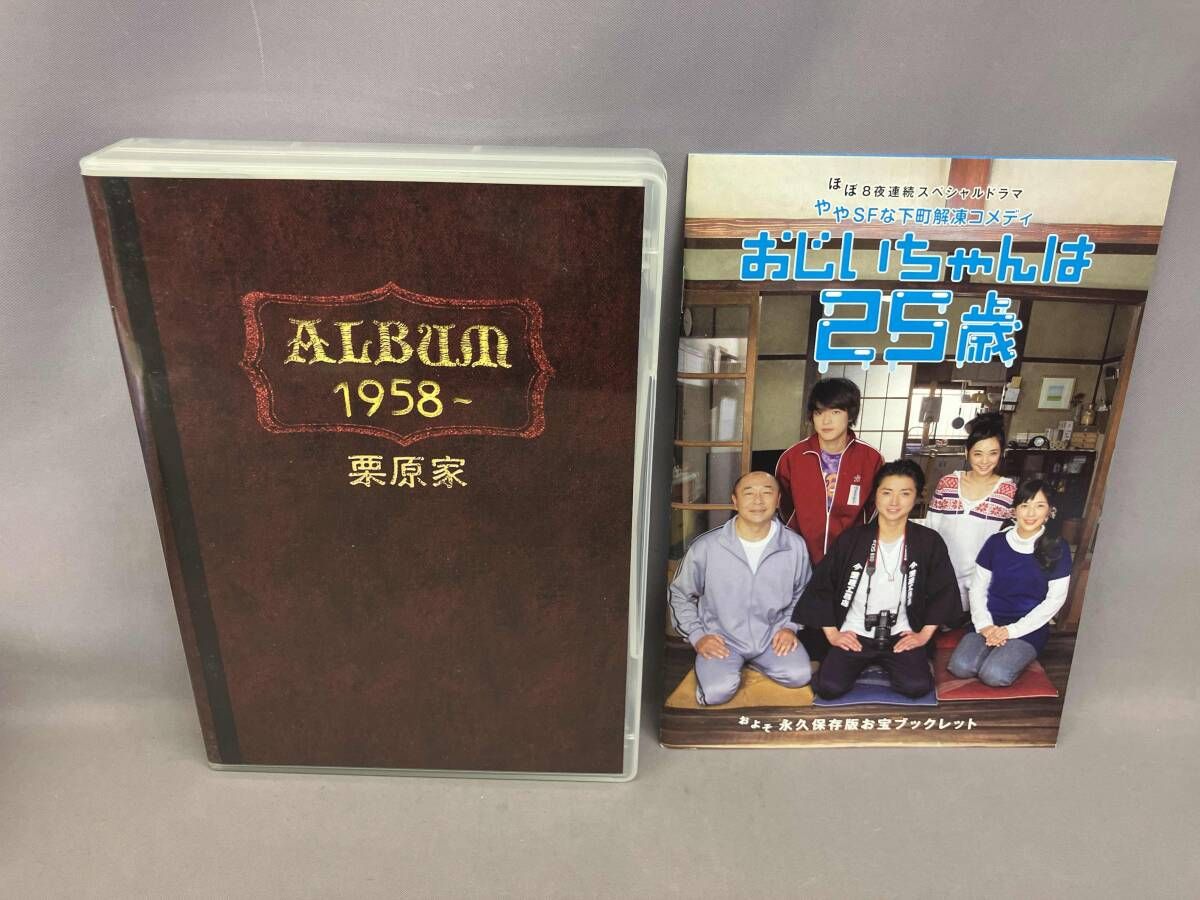 ALBUM
1958~
栗原家
ほぼ8夜連続スペシャルドラマ
ややSFな下町解凍コメディ
おじいちゃんは
25歳
およそ 永久保存版お宝ブックレット